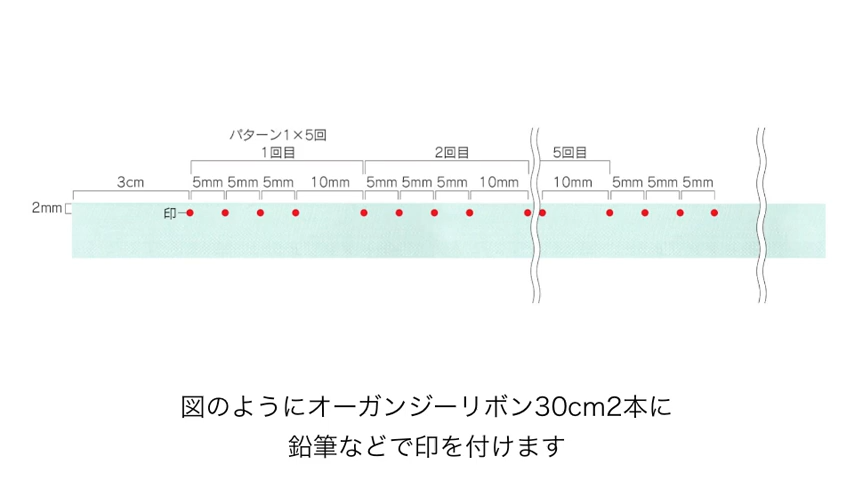 パターン1×5回
1回目 2回目 5回目
3cm 5mm 5mm 5mm 10mm 5mm 5mm 5mm 10mm 10mm 5mm 5mm 5mm
2mm
印
図のようにオーガンジーリボン30cm2本に
鉛筆などで印を付けます